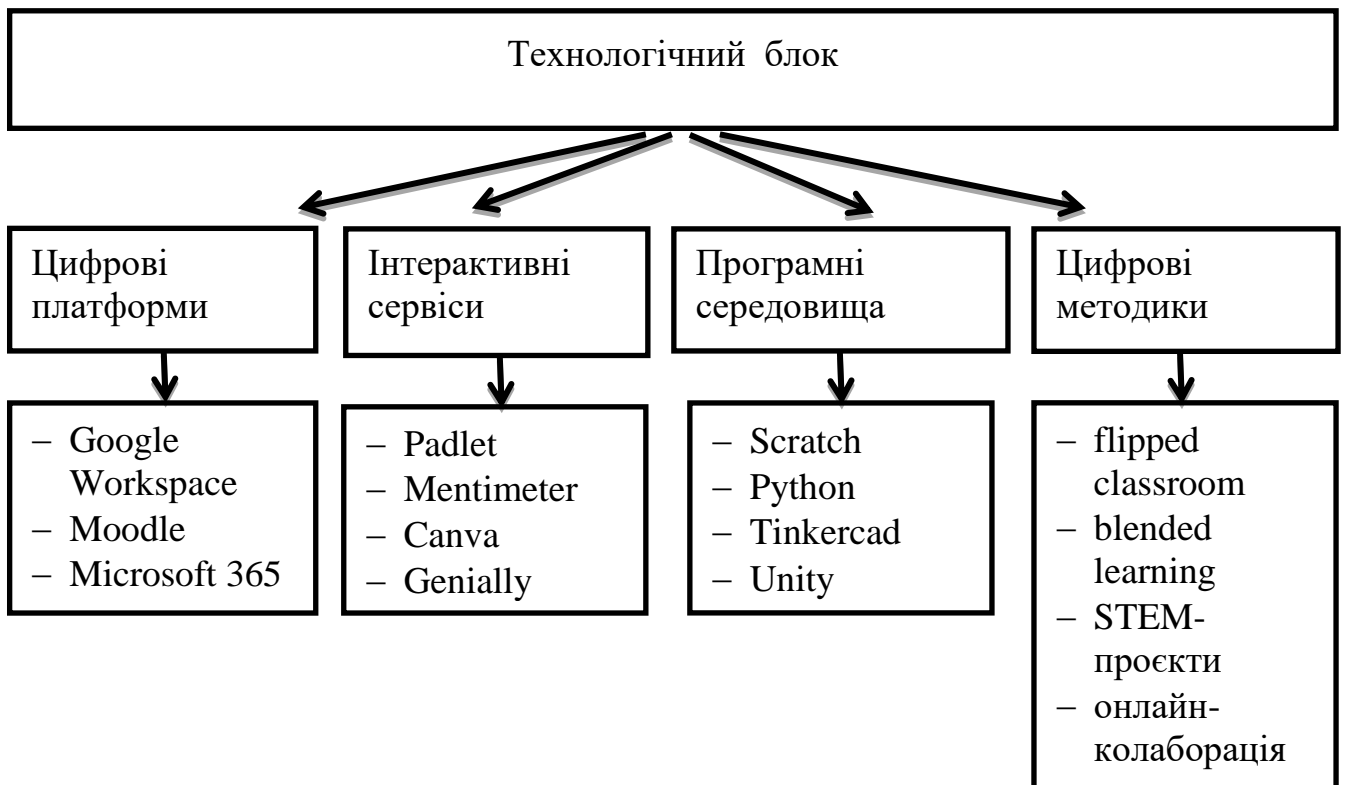 Технологічний блок
Цифрові
платформи
Інтерактивні
сервіси
Програмні
середовища
Цифрові
методики
– Google
Workspace
– Moodle
– Microsoft 365
– Padlet
– Mentimeter
– Canva
– Genially
– Scratch
– Python
– Tinkercad
– Unity
– flipped
classroom
– blended
learning
– STEM-
проєкти
– онлайн-
колаборація